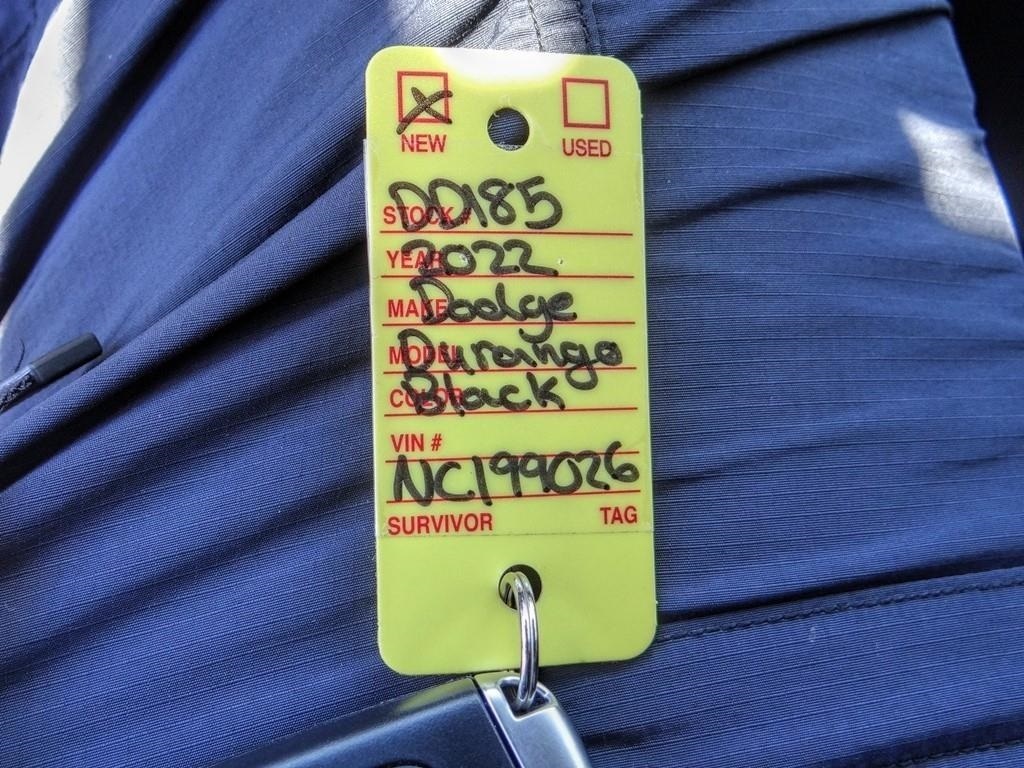 X
NEW USED
STOCK # DD185
YEAR 2022
MAKE Dodge
MODEL Durango
COLOR Black
VIN #
NC199026
SURVIVOR TAG